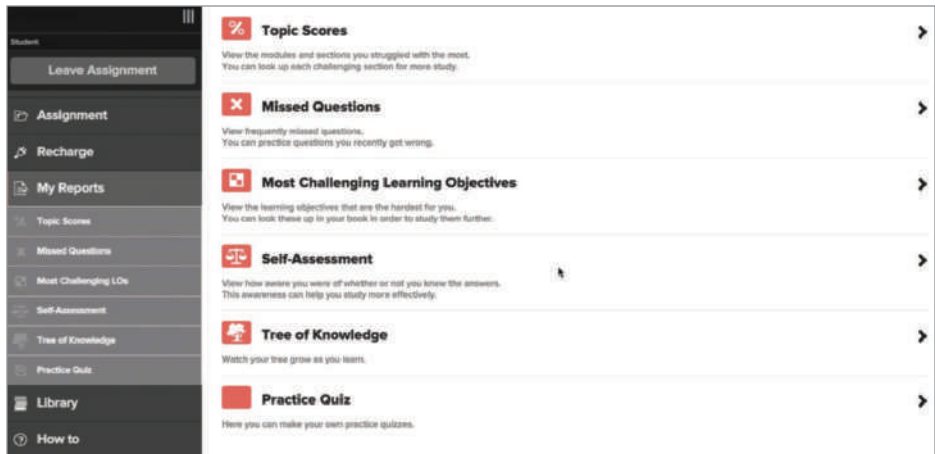 Student
Leave Assignment
Assignment
Recharge
My Reports
Topic Scores
Missed Questions
Most Challenging LOs
Self-Assessment
Tree of Knowledge
Practice Quiz
Library
How to
Topic Scores
View the modules and sections you struggled with the most.
You can look up each challenging section for more study.
Missed Questions
View frequently missed questions.
You can practice questions you recently got wrong.
Most Challenging Learning Objectives
View the learning objectives that are the hardest for you.
You can look these up in your book in order to study them further.
Self-Assessment
View how aware you were of whether or not you knew the answers.
This awareness can help you study more effectively.
Tree of Knowledge
Watch your tree grow as you learn.
Practice Quiz
Here you can make your own practice quizzes.